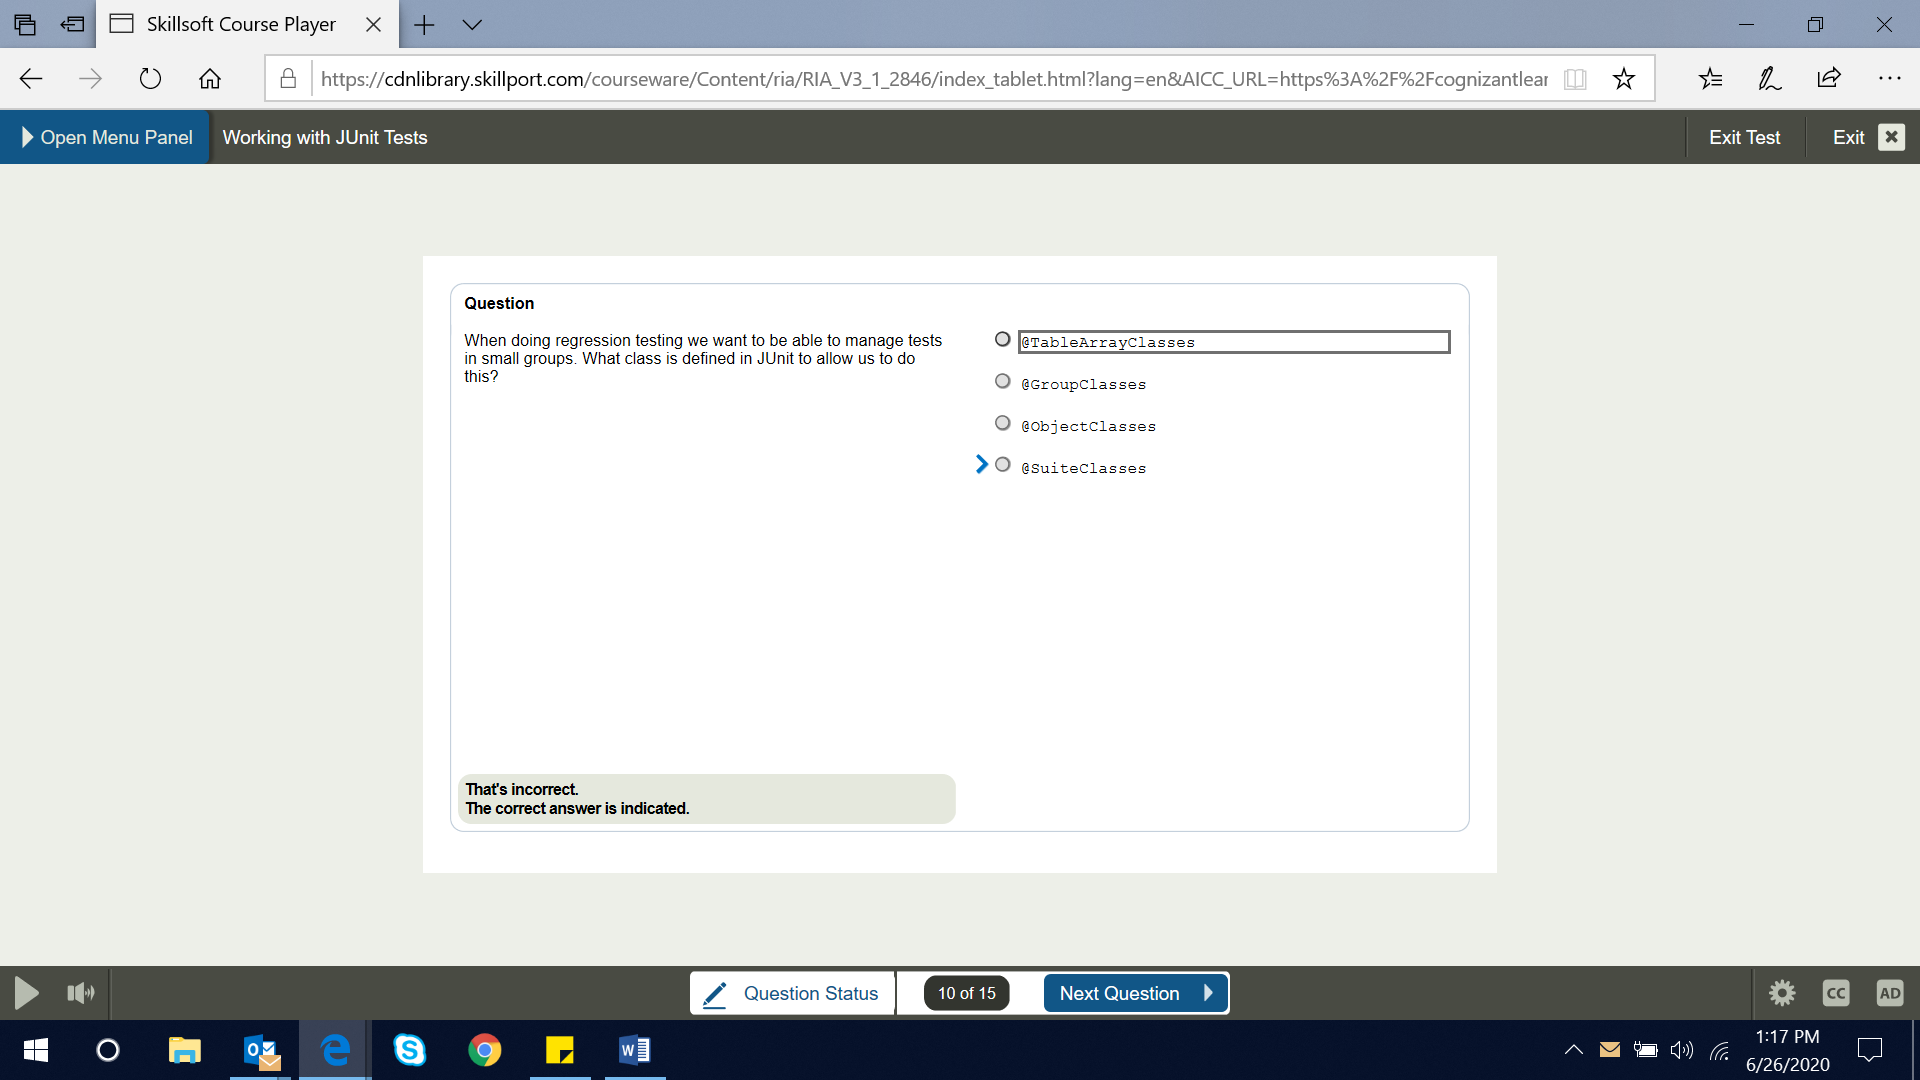 Skillsoft Course Player
https://cdnlibrary.skillport.com/courseware/Content/ria/RIA_V3_1_2846/index_tablet.html?lang=en&AICC_URL=https%3A%2F%2Fcognizantlear
Open Menu Panel
Working with JUnit Tests
Exit Test
Exit
Question
When doing regression testing we want to be able to manage tests
in small groups. What class is defined in JUnit to allow us to do
this?
@TableArrayClasses
@GroupClasses
@ObjectClasses
@SuiteClasses
That's incorrect.
The correct answer is indicated.
Question Status
10 of 15
Next Question
CC
AD
1:17 PM
6/26/2020